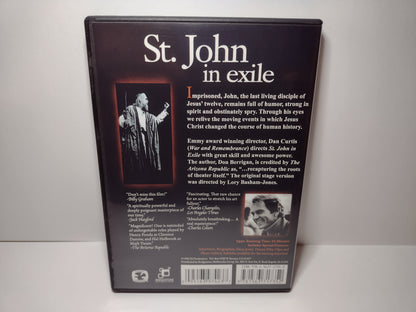 St. John
in exile
Imprisoned, John, the last living disciple of
Jesus' twelve, remains full of humor, strong in
spirit and obstinately spry. Through his eyes
we relive the moving events in which Jesus
Christ changed the course of human history.
Emmy award winning director, Dan Curtis
(War and Remembrance) directs St. John in
Exile with great skill and awesome power.
The author, Don Berrigan, is credited by The
Arizona Republic as, "...recapturing the roots
of theater itself." The original stage version
was directed by Lory Basham-Jones.
"Don't miss this film!"
-Billy Graham
"A spiritually powerful and
deeply poignant masterpiece of
our time."
-Jack Hayford
"Magnificent! One is reminded
of unforgettable roles played by
Henry Fonda as Clarence
Darrow, and Hal Holbrook as
Mark Twain."
-The Arizona Republic
"Fascinating. That rare chance
for an actor to stretch his art
fullout."
-Charles Champlin,
Los Angeles Times
"Absolutely breathtaking... a
real masterpiece."
-Charles Colson